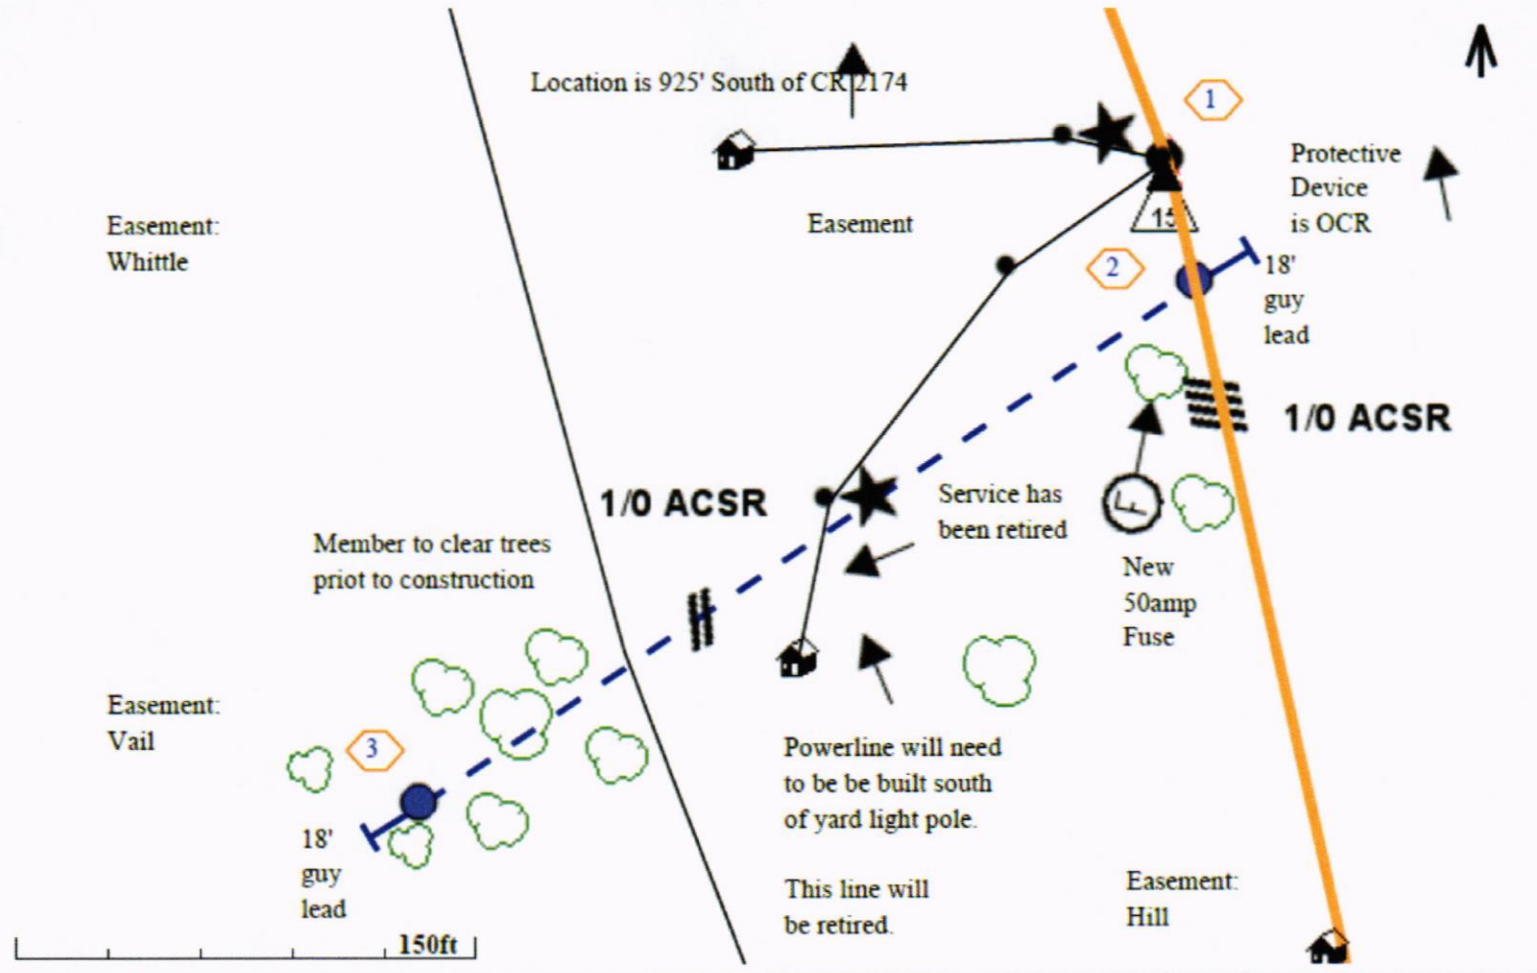 Location is 925' South of CR 2174
1
Protective
Device
is OCR
Easement:
Whittle
Easement
15
2
18'
guy
lead
1/0 ACSR
1/0 ACSR
Service has
been retired
F
New
50amp
Fuse
Member to clear trees
priot to construction
Easement:
Vail
3
Powerline will need
to be be built south
of yard light pole.
18'
guy
lead
This line will
be retired.
Easement:
Hill
150ft